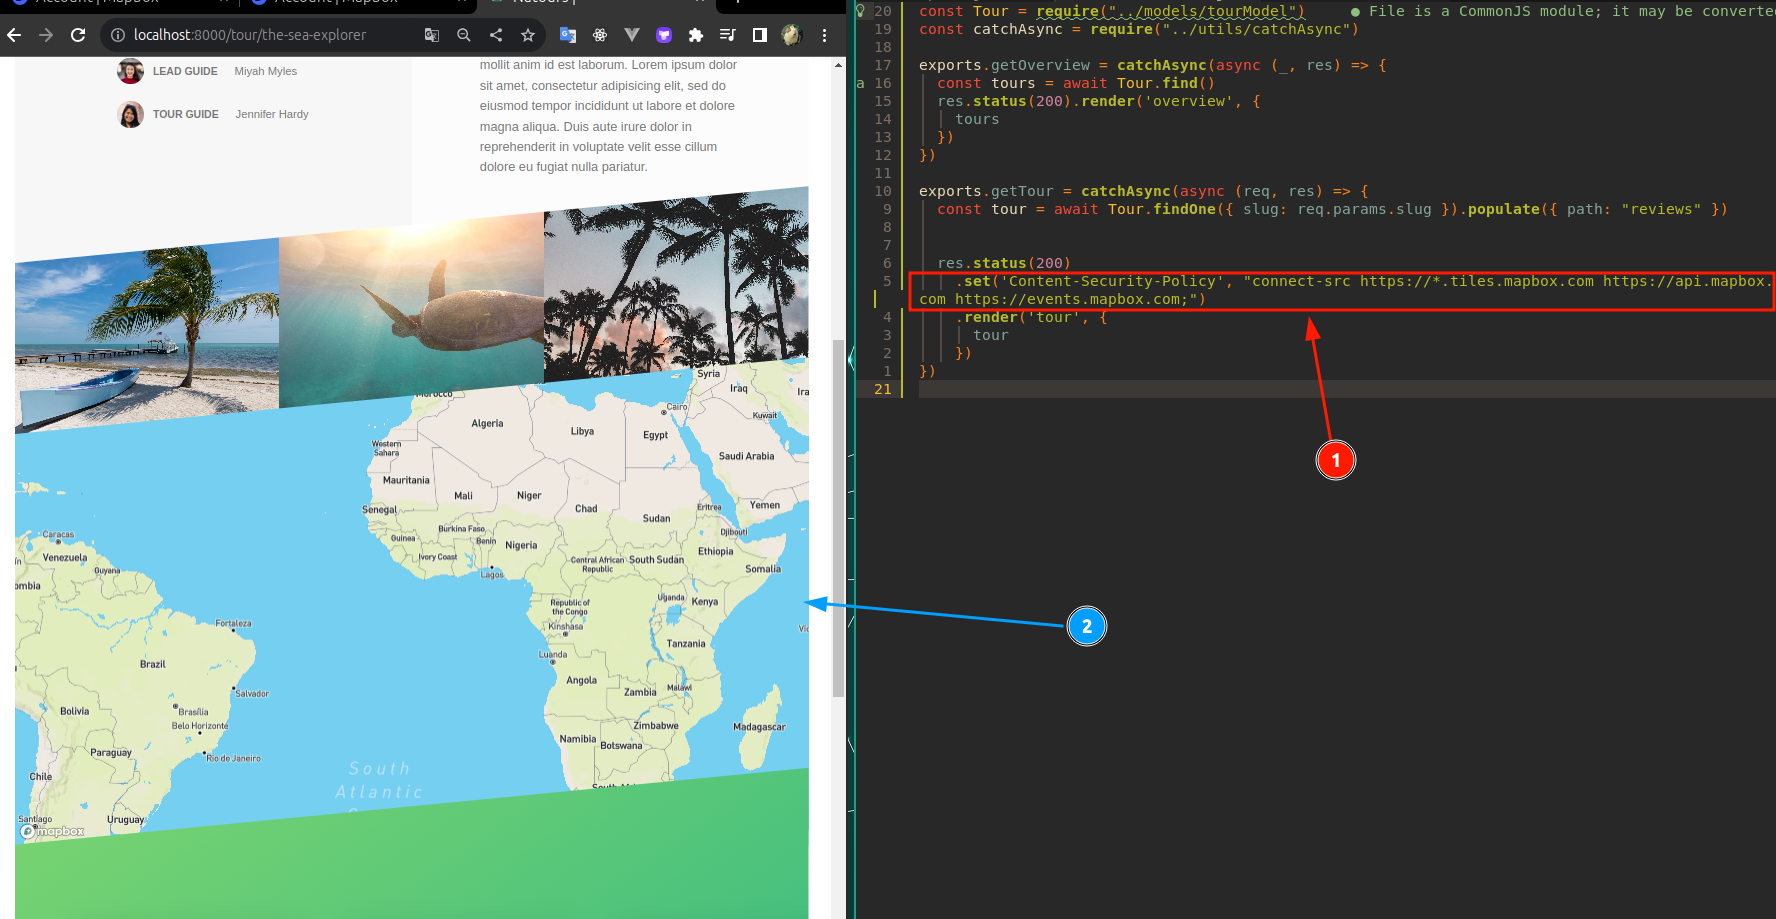 Account | Mapbox
Account | Mapbox
Natours |
localhost:8000/tour/the-sea-explorer
LEAD GUIDE Miyah Myles
TOUR GUIDE Jennifer Hardy
mollit anim id est laborum. Lorem ipsum dolor
sit amet, consectetur adipisicing elit, sed do
eiusmod tempor incididunt ut labore et dolore
magna aliqua. Duis aute irure dolor in
reprehenderit in voluptate velit esse cillum
dolore eu fugiat nulla pariatur.
Morocco
Syria
Iraq
Ira
Algeria
Libya
Cairo
Egypt
Kuwait
Western
Sahara
Saudi Arabia
Mauritania
Mali
Niger
Chad
Sudan
Eritrea
Yemen
Senegal
Burkina Faso
Guinea
Benin
Nigeria
Djibouti
Ivory Coast
Central African
Republic
South Sudan
Ethiopia
Lagos
Somalia
Caracas
Venezuela
Guyana
ombia
Uganda
Kenya
Republic of
the Congo
Kinshasa
Fortaleza
Tanzania
Luanda
Brazil
Angola
Zambia
Malawi
Salvador
Bolivia
Brasília
Belo Horizonte
Zimbabwe
Madagascar
Namibia
Botswana
Paraguay
Rio de Janeiro
Chile
South
Atlantic
Santiago
Uruguay
mapbox
20 const Tour = require("../models/tourModel") ● File is a CommonJS module; it may be converte
19 const catchAsync = require("../utils/catchAsync")
18
17 exports.getOverview = catchAsync(async (_, res) => {
a 16 const tours = await Tour.find()
15 res.status(200).render('overview', {
14 tours
13 })
12 })
11
10 exports.getTour = catchAsync(async (req, res) => {
9 const tour = await Tour.findOne({ slug: req.params.slug }).populate({ path: "reviews" })
8
7
6 res.status(200)
5 .set('Content-Security-Policy', "connect-src https://*.tiles.mapbox.com https://api.mapbox.
com https://events.mapbox.com;")
4 .render('tour', {
3 tour
2 })
1 })
21
1
2